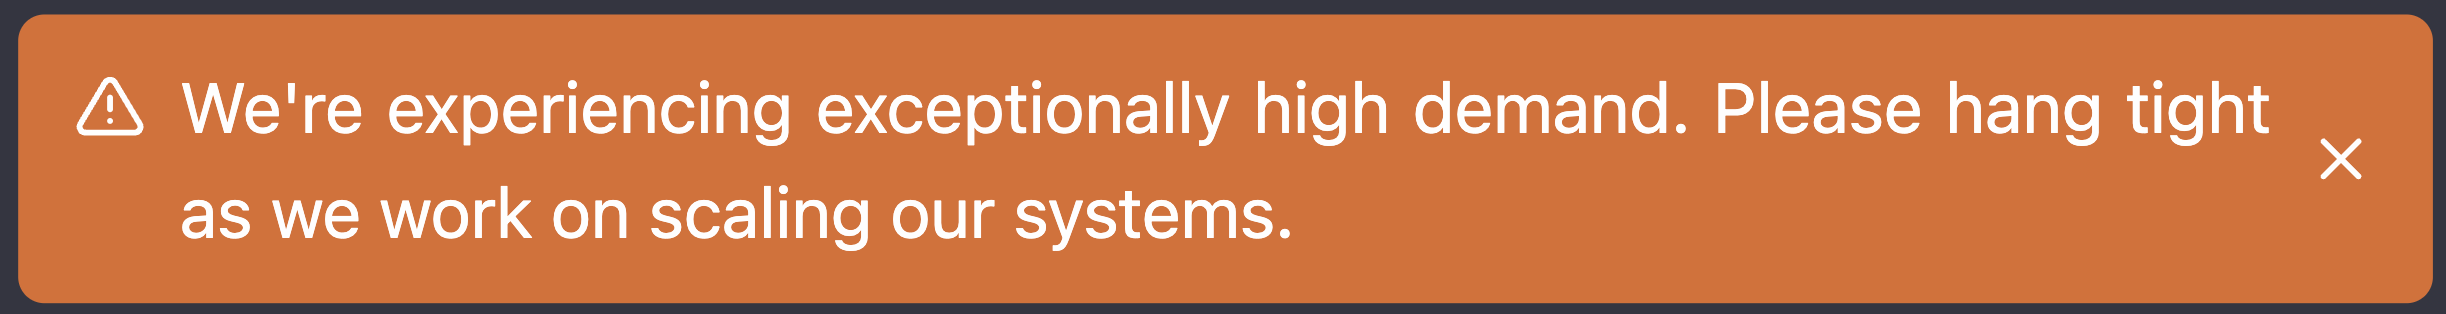 We're experiencing exceptionally high demand. Please hang tight
as we work on scaling our systems.